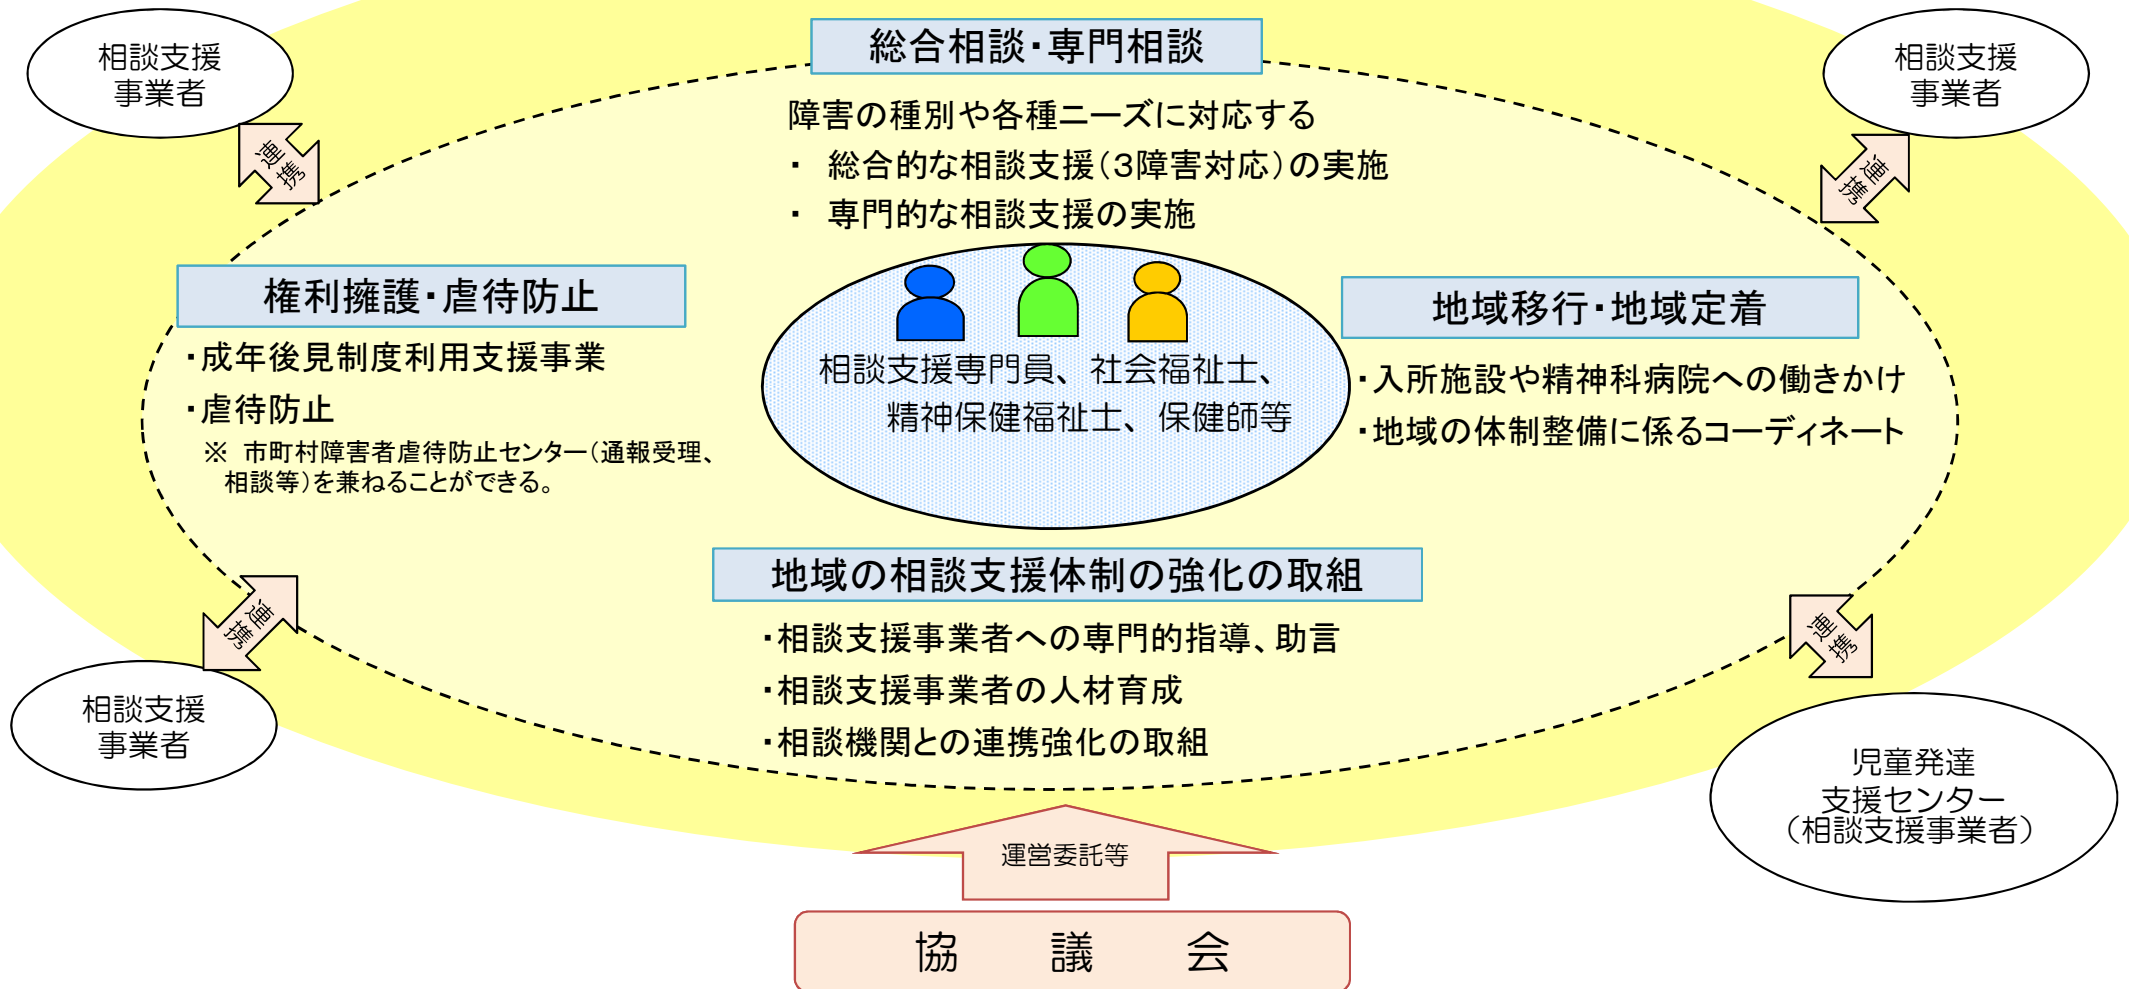 総合相談・専門相談
相談支援
事業者
相談支援
事業者
連携
連携
障害の種別や各種ニーズに対応する
・ 総合的な相談支援(3障害対応)の実施
・ 専門的な相談支援の実施
権利擁護・虐待防止
・成年後見制度利用支援事業
・虐待防止
※ 市町村障害者虐待防止センター(通報受理、
相談等)を兼ねることができる。
相談支援専門員、社会福祉士、
精神保健福祉士、保健師等
地域移行・地域定着
・入所施設や精神科病院への働きかけ
・地域の体制整備に係るコーディネート
地域の相談支援体制の強化の取組
・相談支援事業者への専門的指導、助言
・相談支援事業者の人材育成
・相談機関との連携強化の取組
連携
連携
相談支援
事業者
児童発達
支援センター
(相談支援事業者)
運営委託等
協 議 会